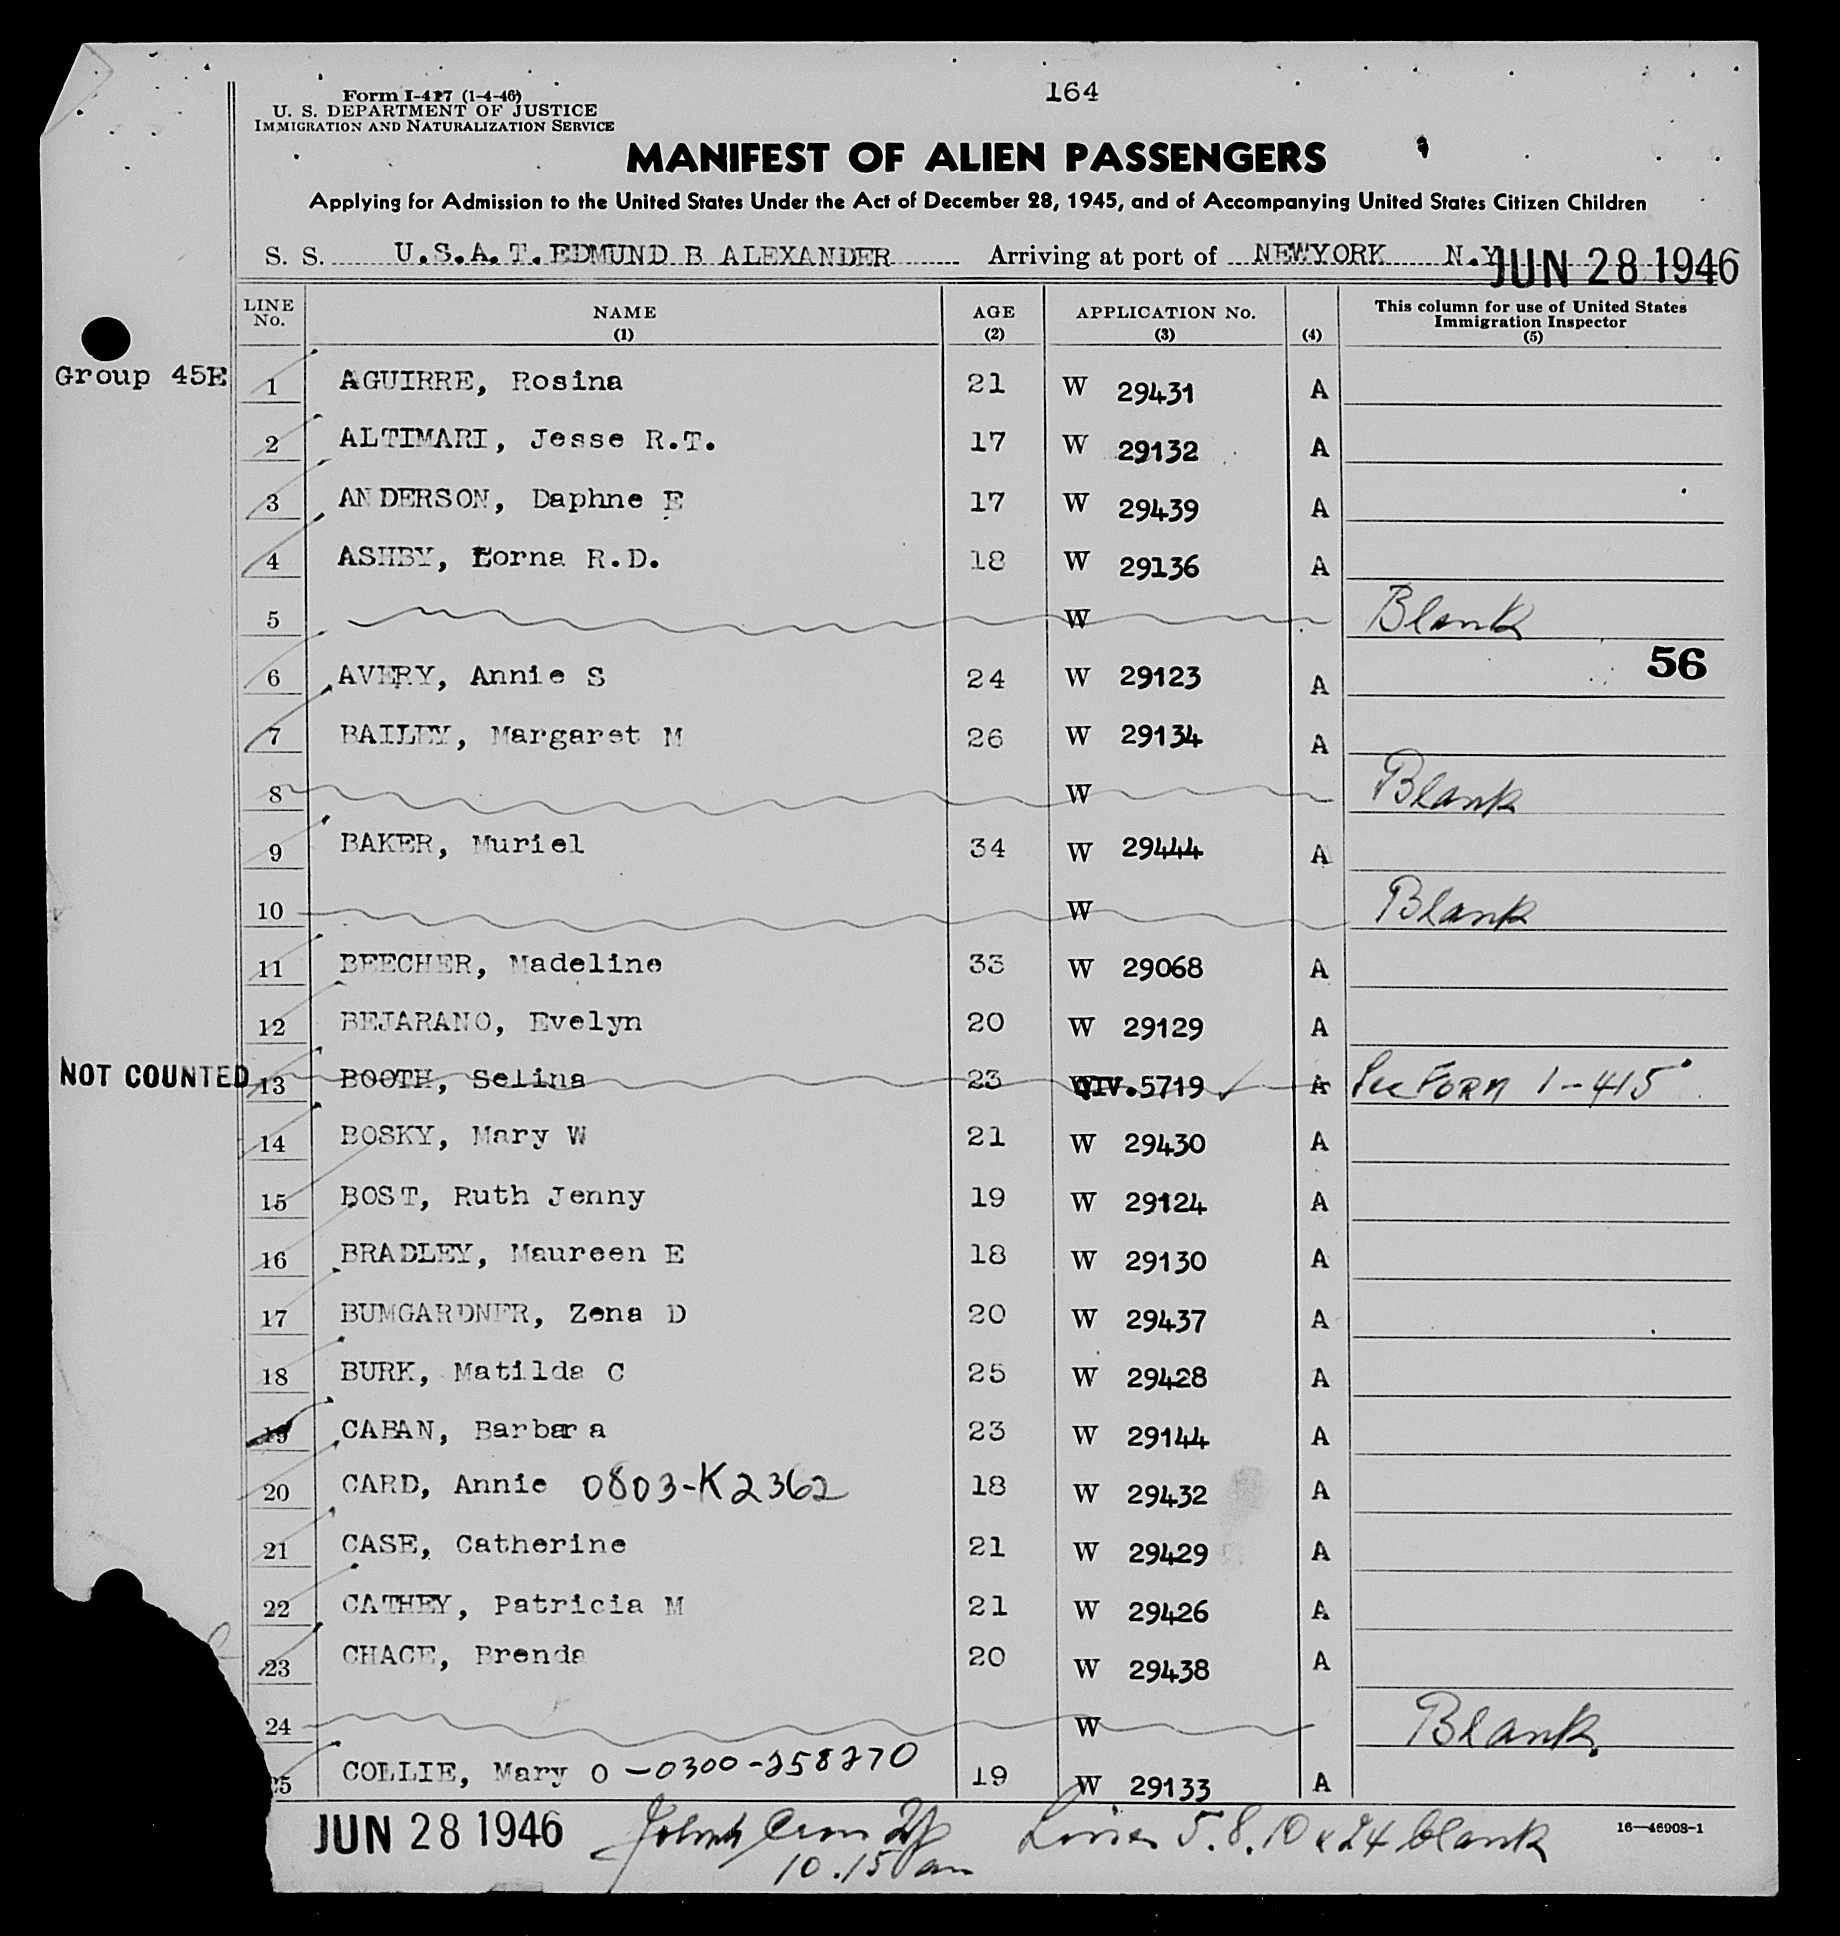 Form I-417 (1-4-46)
U. S. DEPARTMENT OF JUSTICE
IMMIGRATION AND NATURALIZATION SERVICE
164
MANIFEST OF ALIEN PASSENGERS
Applying for Admission to the United States Under the Act of December 28, 1945, and of Accompanying United States Citizen Children
S. S. U.S.A.T. EDMUND B ALEXANDER Arriving at port of NEWYORK N.Y JUN 28 1946
LINE No. NAME (1) AGE (2) APPLICATION No. (3) (4) This column for use of United States Immigration Inspector (5)
Group 45E
1 AGUIRRE, Rosina 21 W 29431 A
2 ALTIMARI, Jesse R.T. 17 W 29132 A
3 ANDERSON, Daphne E 17 W 29439 A
4 ASHBY, Lorna R.D. 18 W 29136 A
5 W Blank
56
6 AVERY, Annie S 24 W 29123 A
7 BAILEY, Margaret M 26 W 29134 A
8 W Blank
9 BAKER, Muriel 34 W 29444 A
10 W Blank
11 BEECHER, Madeline 33 W 29068 A
12 BEJARANO, Evelyn 20 W 29129 A
NOT COUNTED 13 BOOTH, Selina 23 QIV.5719 A See FORM 1-415
14 BOSKY, Mary W 21 W 29430 A
15 BOST, Ruth Jenny 19 W 29124 A
16 BRADLEY, Maureen E 18 W 29130 A
17 BUMGARDNER, Zena D 20 W 29437 A
18 BURK, Matilda C 25 W 29428 A
19 CABAN, Barbara 23 W 29144 A
20 CARD, Annie 0803-K2362 18 W 29432 A
21 CASE, Catherine 21 W 29429 A
22 CATHEY, Patricia M 21 W 29426 A
23 CHACE, Brenda 20 W 29438 A
24 W Blank.
25 COLLIE, Mary O -0300-258270 19 W 29133 A
JUN 28 1946 Lines 5.8.10 & 24 blank 16—46908-1
10.15 am